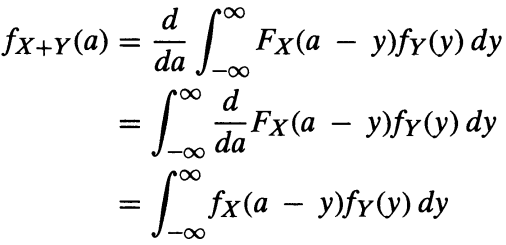 f_{X+Y}(a) = \frac{d}{da} \int_{-\infty}^{\infty} F_X(a - y) f_Y(y) \, dy
= \int_{-\infty}^{\infty} \frac{d}{da} F_X(a - y) f_Y(y) \, dy
= \int_{-\infty}^{\infty} f_X(a - y) f_Y(y) \, dy